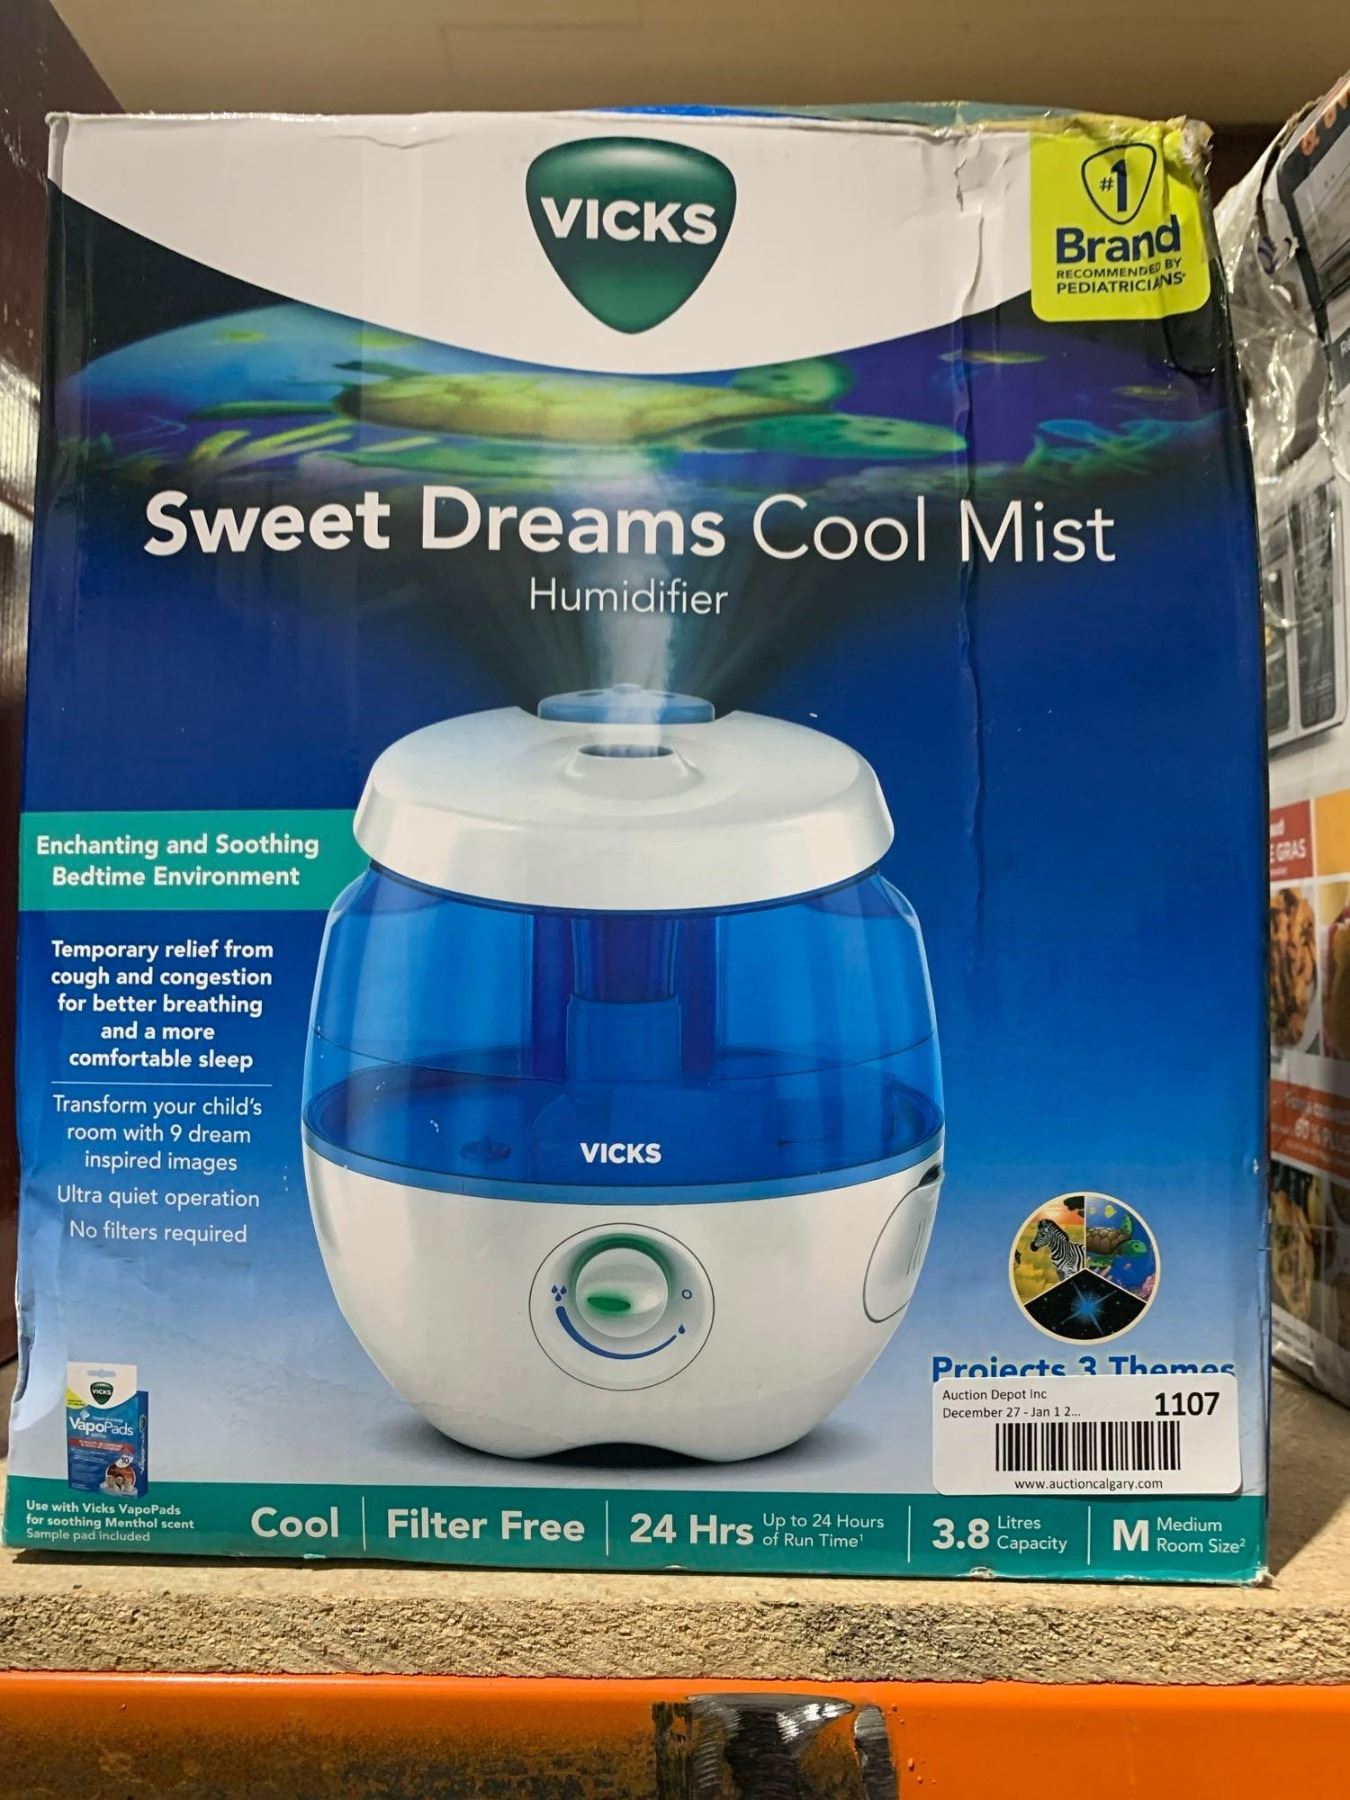 VICKS
#1
Brand
RECOMMENDED BY
PEDIATRICIANS*
Sweet Dreams Cool Mist
Humidifier
Enchanting and Soothing
Bedtime Environment
Temporary relief from
cough and congestion
for better breathing
and a more
comfortable sleep
Transform your child's
room with 9 dream
inspired images
Ultra quiet operation
No filters required
VICKS
Projects 3 Themes
Auction Depot Inc
December 27 - Jan 1 2...
1107
www.auctioncalgary.com
VICKS
VapoPads
Use with Vicks VapoPads
for soothing Menthol scent
Sample pad included
Cool
Filter Free
24 Hrs Up to 24 Hours
of Run Time¹
3.8 Litres
Capacity
M Medium
Room Size²
E GRAS